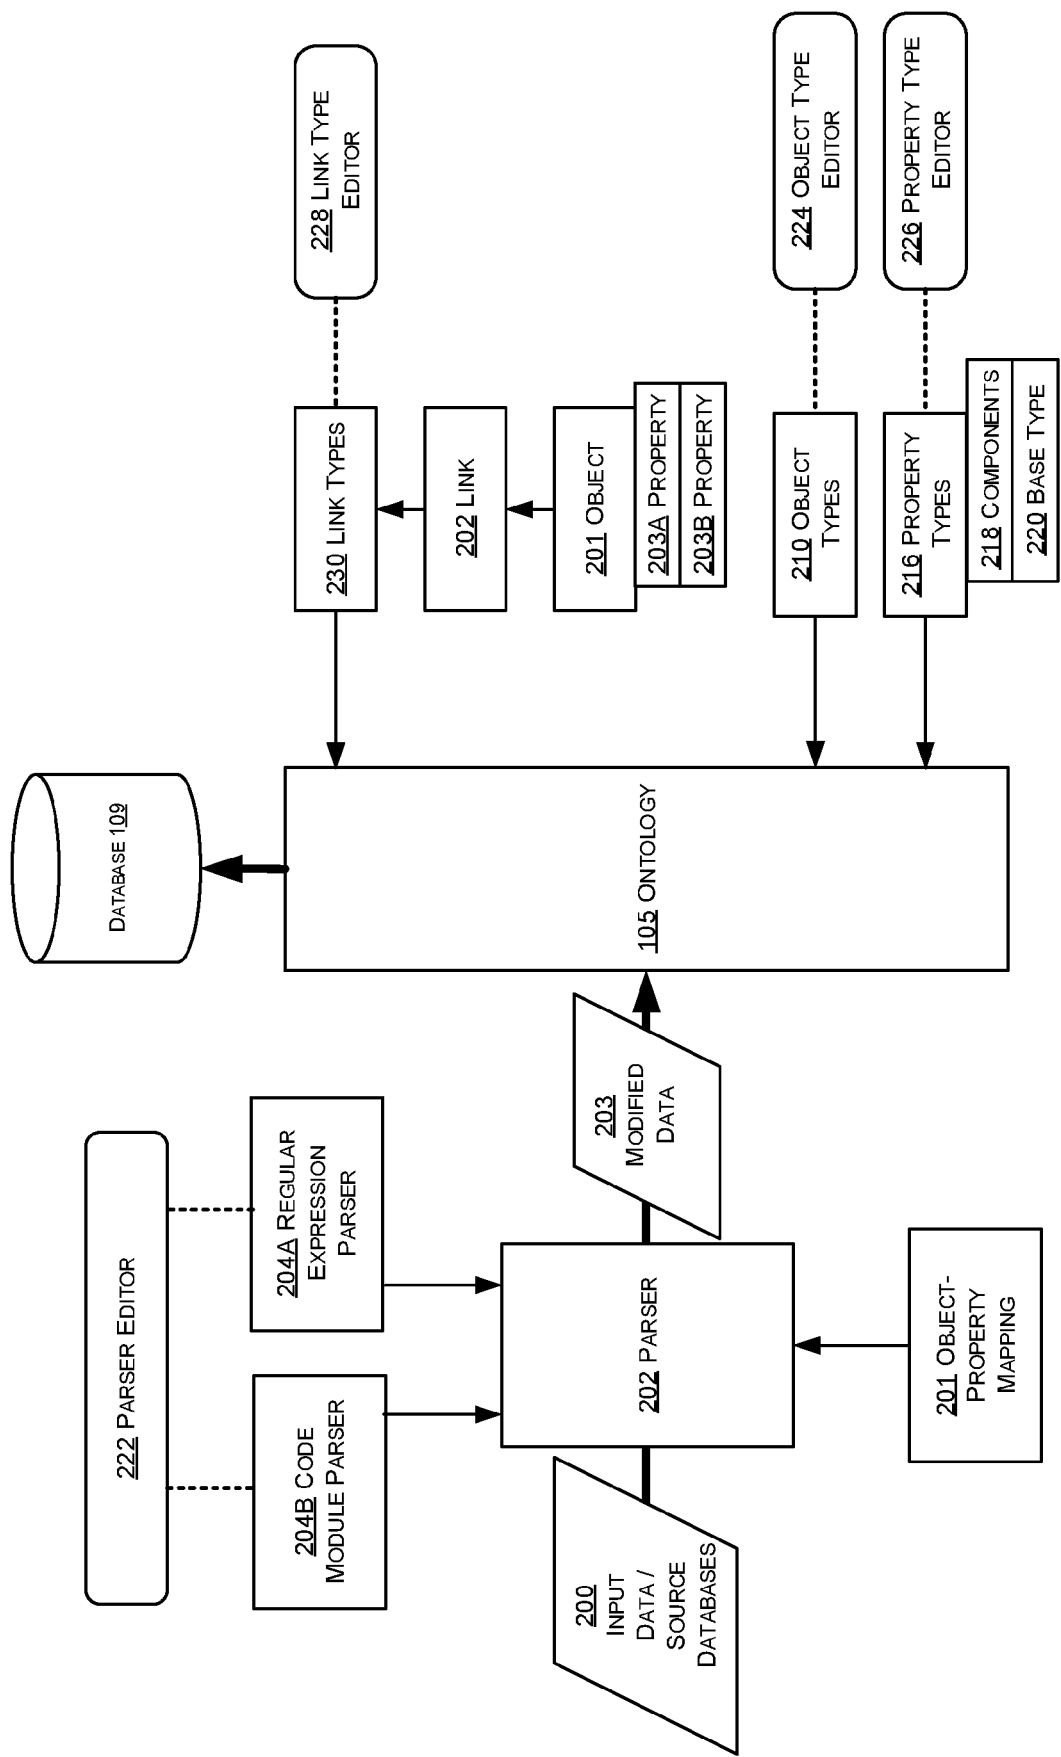 222 PARSER EDITOR
204B CODE
MODULE PARSER
204A REGULAR
EXPRESSION
PARSER
200
INPUT
DATA /
SOURCE
DATABASES
202 PARSER
201 OBJECT-
PROPERTY
MAPPING
203
MODIFIED
DATA
DATABASE 109
105 ONTOLOGY
230 LINK TYPES
228 LINK TYPE
EDITOR
202 LINK
201 OBJECT
203A PROPERTY
203B PROPERTY
210 OBJECT
TYPES
224 OBJECT TYPE
EDITOR
216 PROPERTY
TYPES
218 COMPONENTS
220 BASE TYPE
226 PROPERTY TYPE
EDITOR